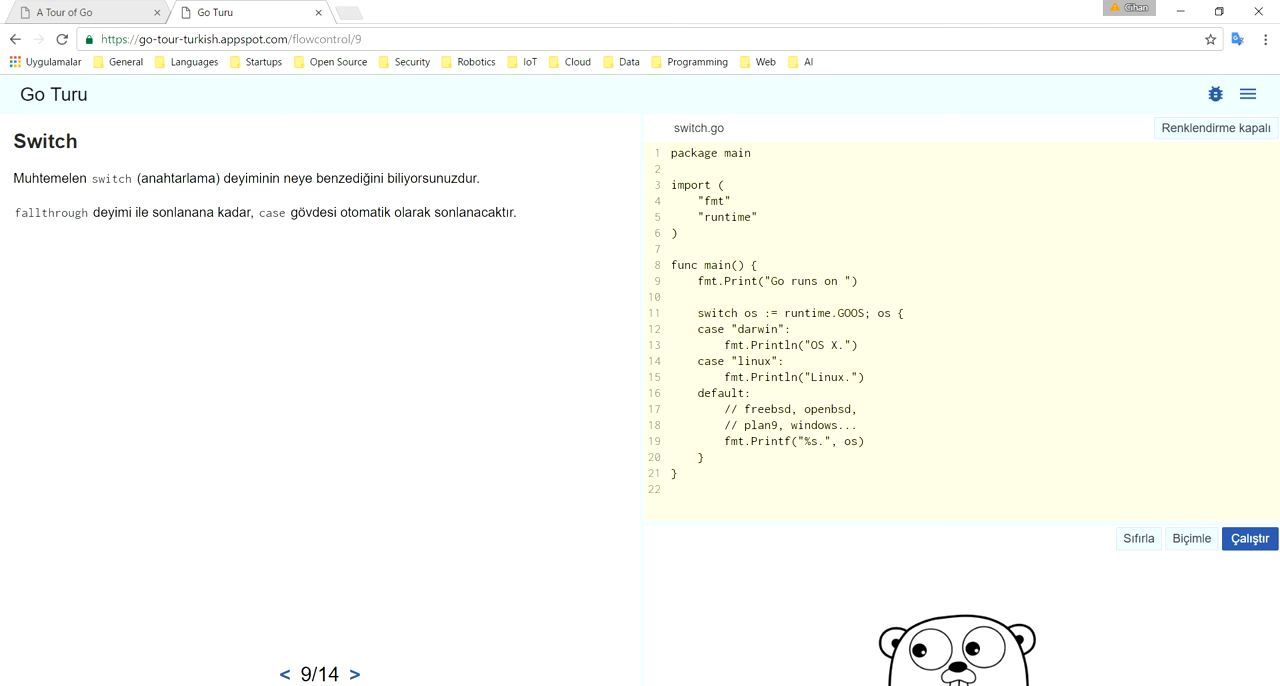 A Tour of Go
Go Turu
Cihan
https://go-tour-turkish.appspot.com/flowcontrol/9
Uygulamalar General Languages Startups Open Source Security Robotics IoT Cloud Data Programming Web AI
Go Turu
Switch
Muhtemelen switch (anahtarlama) deyiminin neye benzediğini biliyorsunuzdur.
fallthrough deyimi ile sonlanana kadar, case gövdesi otomatik olarak sonlanacaktır.
< 9/14 >
switch.go
Renklendirme kapalı
1 package main
2
3 import (
4 "fmt"
5 "runtime"
6 )
7
8 func main() {
9 fmt.Print("Go runs on ")
10
11 switch os := runtime.GOOS; os {
12 case "darwin":
13 fmt.Println("OS X.")
14 case "linux":
15 fmt.Println("Linux.")
16 default:
17 // freebsd, openbsd,
18 // plan9, windows...
19 fmt.Printf("%s.", os)
20 }
21 }
22
Sıfırla Biçimle Çalıştır